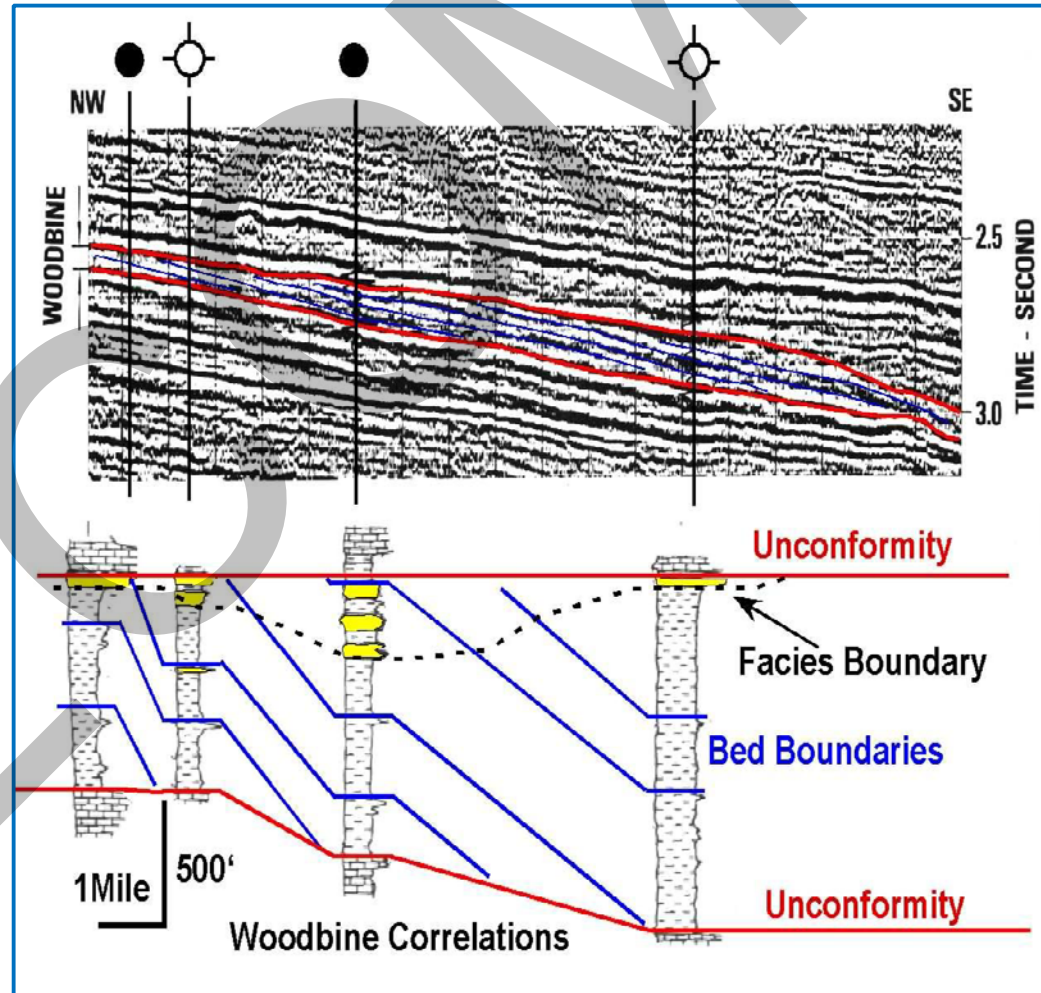 NW
SE
WOODBINE
2.5
3.0
TIME - SECOND
Unconformity
Facies Boundary
Bed Boundaries
500‘
1Mile
Unconformity
Woodbine Correlations